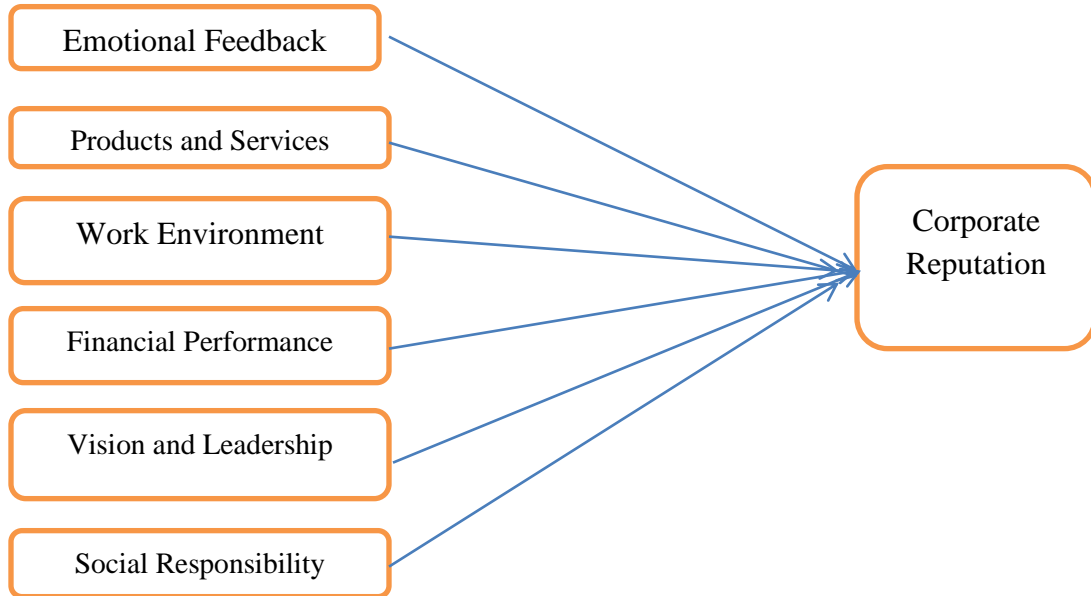 Emotional Feedback
Products and Services
Work Environment
Financial Performance
Vision and Leadership
Social Responsibility
Corporate
Reputation